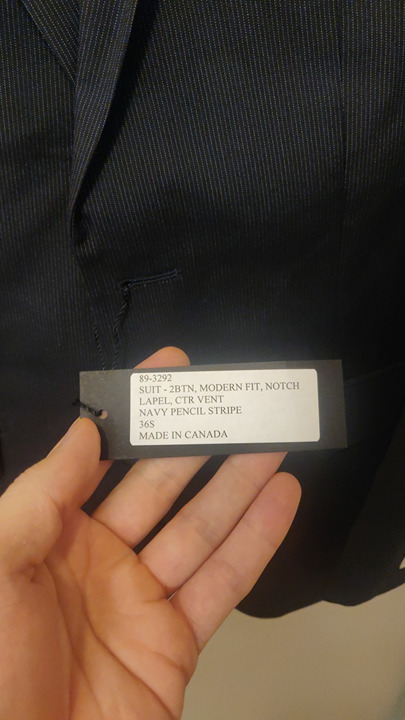 89-3292
SUIT - 2BTN, MODERN FIT, NOTCH
LAPEL, CTR VENT
NAVY PENCIL STRIPE
36S
MADE IN CANADA